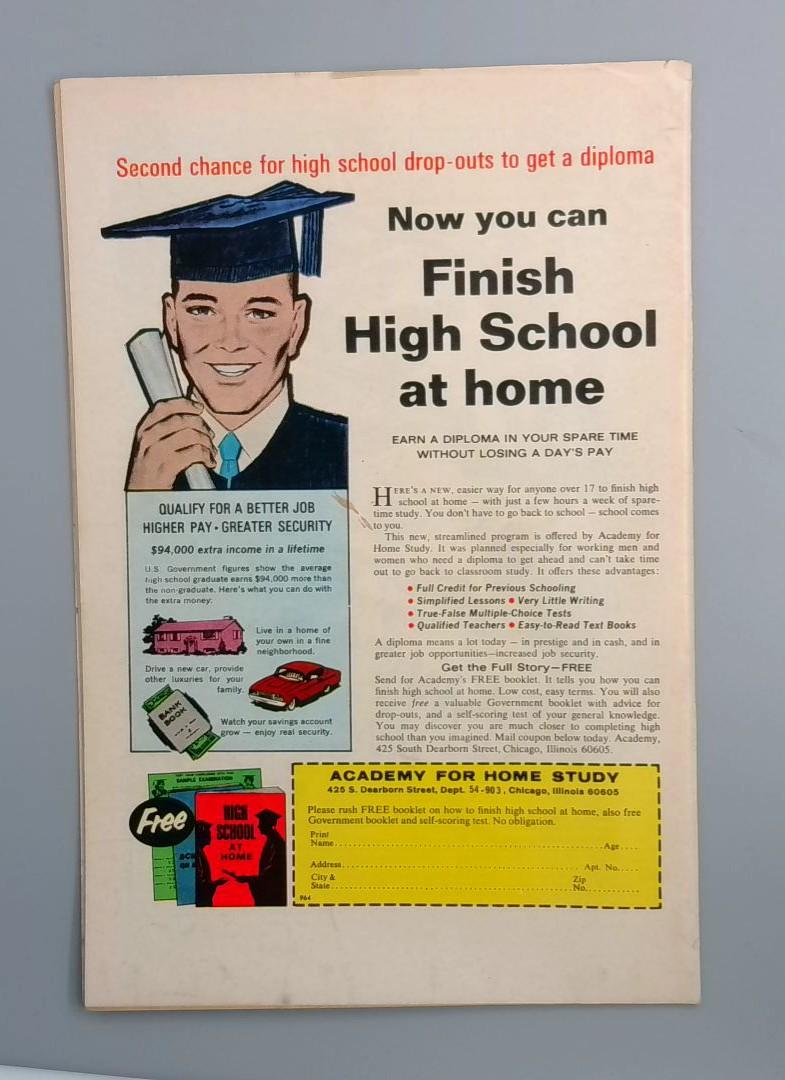 Second chance for high school drop-outs to get a diploma
Now you can
Finish
High School
at home
EARN A DIPLOMA IN YOUR SPARE TIME
WITHOUT LOSING A DAY'S PAY
HERE'S A NEW, easier way for anyone over 17 to finish high
school at home – with just a few hours a week of spare-
time study. You don't have to go back to school – school comes
to you.
This new, streamlined program is offered by Academy for
Home Study. It was planned especially for working men and
women who need a diploma to get ahead and can't take time
out to go back to classroom study. It offers these advantages:
• Full Credit for Previous Schooling
• Simplified Lessons • Very Little Writing
• True-False Multiple-Choice Tests
• Qualified Teachers • Easy-to-Read Text Books
A diploma means a lot today – in prestige and in cash, and in
greater job opportunities—increased job security.
Get the Full Story—FREE
Send for Academy's FREE booklet. It tells you how you can
finish high school at home. Low cost, easy terms. You will also
receive free a valuable Government booklet with advice for
drop-outs, and a self-scoring test of your general knowledge.
You may discover you are much closer to completing high
school than you imagined. Mail coupon below today. Academy,
425 South Dearborn Street, Chicago, Illinois 60605.
QUALIFY FOR A BETTER JOB
HIGHER PAY • GREATER SECURITY
$94,000 extra income in a lifetime
U.S. Government figures show the average
high school graduate earns $94,000 more than
the non-graduate. Here's what you can do with
the extra money:
Live in a home of
your own in a fine
neighborhood.
Drive a new car, provide
other luxuries for your
family.
BANK
BOOK
Watch your savings account
grow — enjoy real security.
SAMPLE EXAMINATION
Free
HIGH
SCHOOL
AT
HOME
ACADEMY FOR HOME STUDY
425 S. Dearborn Street, Dept. 54-903, Chicago, Illinois 60605
Please rush FREE booklet on how to finish high school at home, also free
Government booklet and self-scoring test. No obligation.
Print
Name Age
Address Apt. No.
City & Zip
State No.
964